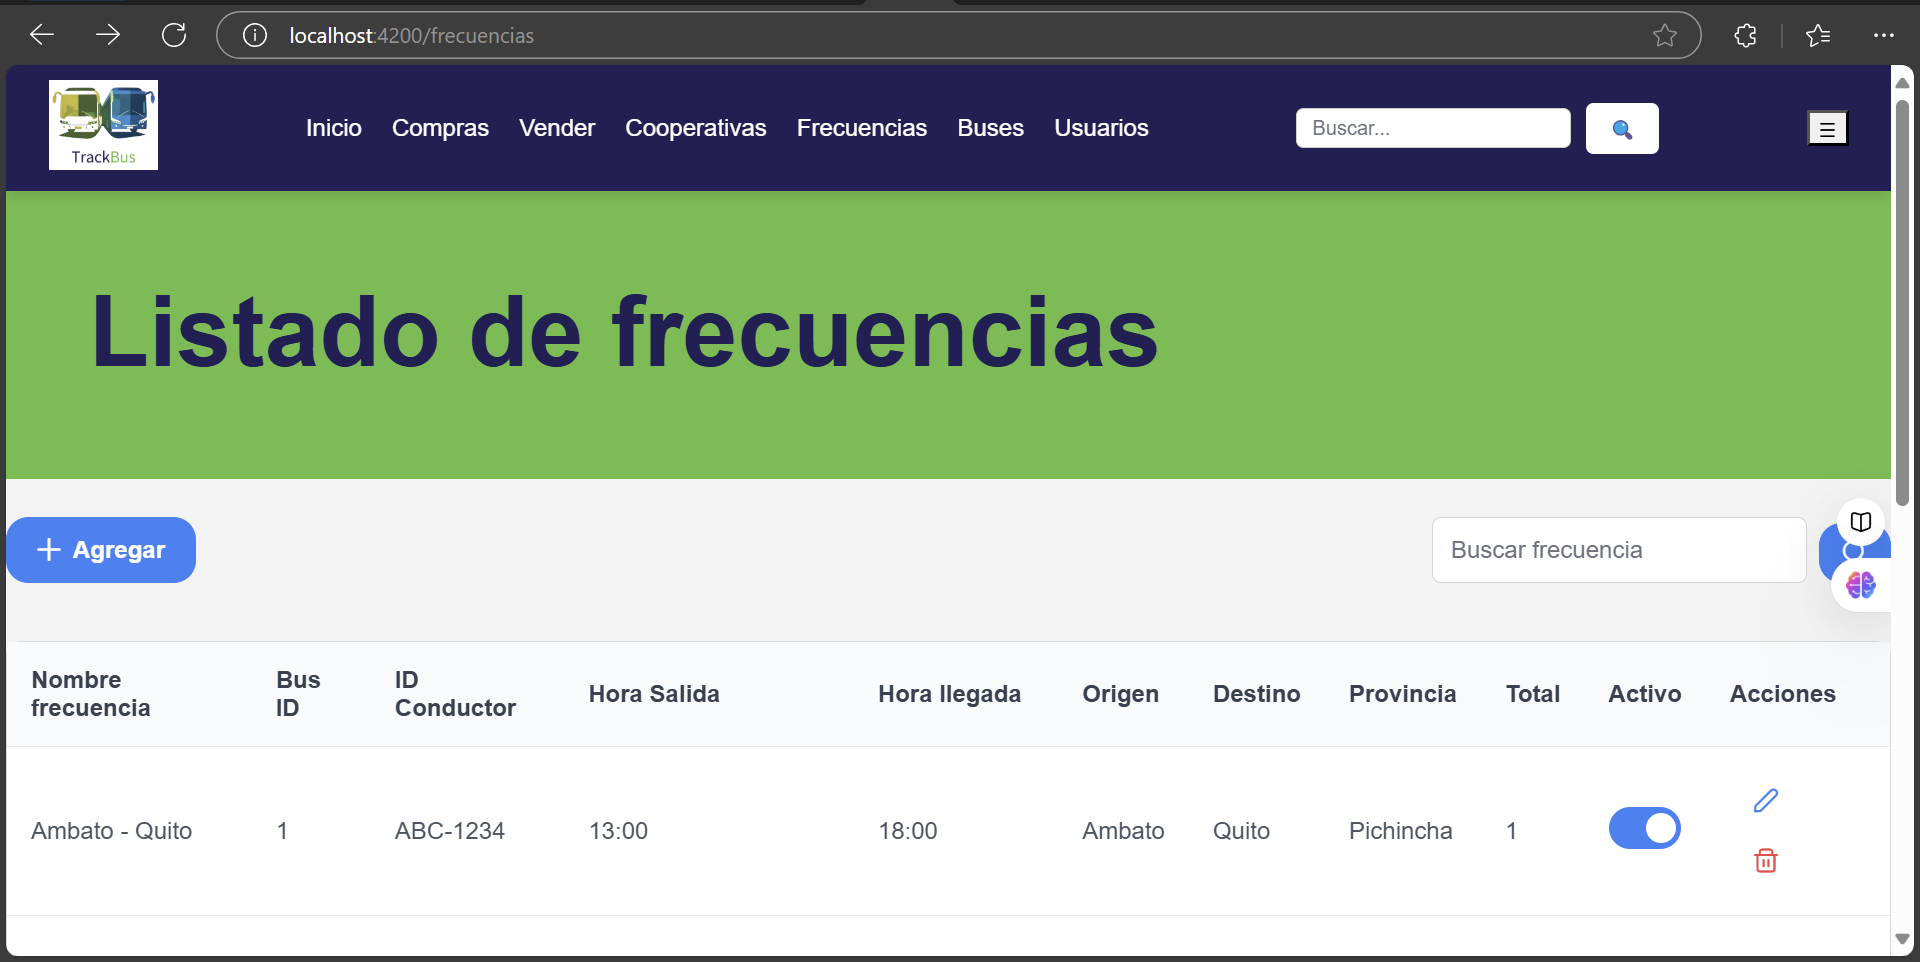 localhost:4200/frecuencias
TrackBus
Inicio Compras Vender Cooperativas Frecuencias Buses Usuarios Buscar...
Listado de frecuencias
Agregar Buscar frecuencia
Nombre frecuencia Bus ID ID Conductor Hora Salida Hora llegada Origen Destino Provincia Total Activo Acciones
Ambato - Quito 1 ABC-1234 13:00 18:00 Ambato Quito Pichincha 1